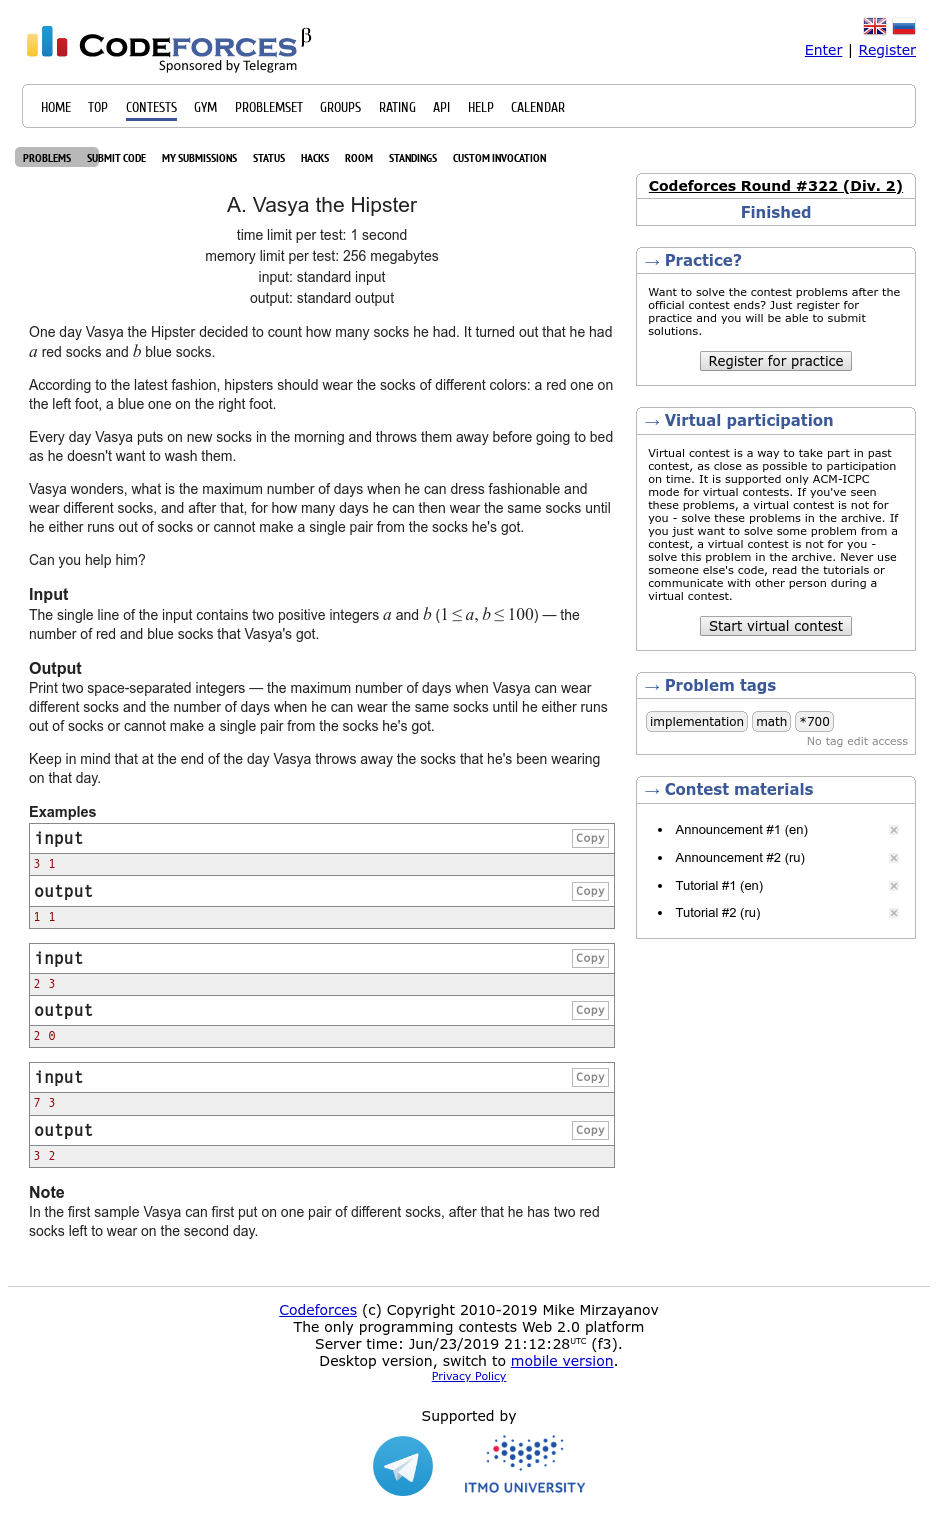 CODEFORCES β
Sponsored by Telegram
Enter | Register
HOME TOP CONTESTS GYM PROBLEMSET GROUPS RATING API HELP CALENDAR
PROBLEMS SUBMIT CODE MY SUBMISSIONS STATUS HACKS ROOM STANDINGS CUSTOM INVOCATION
A. Vasya the Hipster
time limit per test: 1 second
memory limit per test: 256 megabytes
input: standard input
output: standard output
One day Vasya the Hipster decided to count how many socks he had. It turned out that he had
a red socks and b blue socks.
According to the latest fashion, hipsters should wear the socks of different colors: a red one on
the left foot, a blue one on the right foot.
Every day Vasya puts on new socks in the morning and throws them away before going to bed
as he doesn't want to wash them.
Vasya wonders, what is the maximum number of days when he can dress fashionable and
wear different socks, and after that, for how many days he can then wear the same socks until
he either runs out of socks or cannot make a single pair from the socks he's got.
Can you help him?
Input
The single line of the input contains two positive integers a and b (1 ≤ a, b ≤ 100) — the
number of red and blue socks that Vasya's got.
Output
Print two space-separated integers — the maximum number of days when Vasya can wear
different socks and the number of days when he can wear the same socks until he either runs
out of socks or cannot make a single pair from the socks he's got.
Keep in mind that at the end of the day Vasya throws away the socks that he's been wearing
on that day.
Examples
input Copy
3 1
output Copy
1 1
input Copy
2 3
output Copy
2 0
input Copy
7 3
output Copy
3 2
Note
In the first sample Vasya can first put on one pair of different socks, after that he has two red
socks left to wear on the second day.
Codeforces Round #322 (Div. 2)
Finished
→ Practice?
Want to solve the contest problems after the
official contest ends? Just register for
practice and you will be able to submit
solutions.
Register for practice
→ Virtual participation
Virtual contest is a way to take part in past
contest, as close as possible to participation
on time. It is supported only ACM-ICPC
mode for virtual contests. If you've seen
these problems, a virtual contest is not for
you - solve these problems in the archive. If
you just want to solve some problem from a
contest, a virtual contest is not for you -
solve this problem in the archive. Never use
someone else's code, read the tutorials or
communicate with other person during a
virtual contest.
Start virtual contest
→ Problem tags
implementation math *700
No tag edit access
→ Contest materials
Announcement #1 (en)
Announcement #2 (ru)
Tutorial #1 (en)
Tutorial #2 (ru)
Codeforces (c) Copyright 2010-2019 Mike Mirzayanov
The only programming contests Web 2.0 platform
Server time: Jun/23/2019 21:12:28UTC (f3).
Desktop version, switch to mobile version.
Privacy Policy
Supported by
ITMO UNIVERSITY